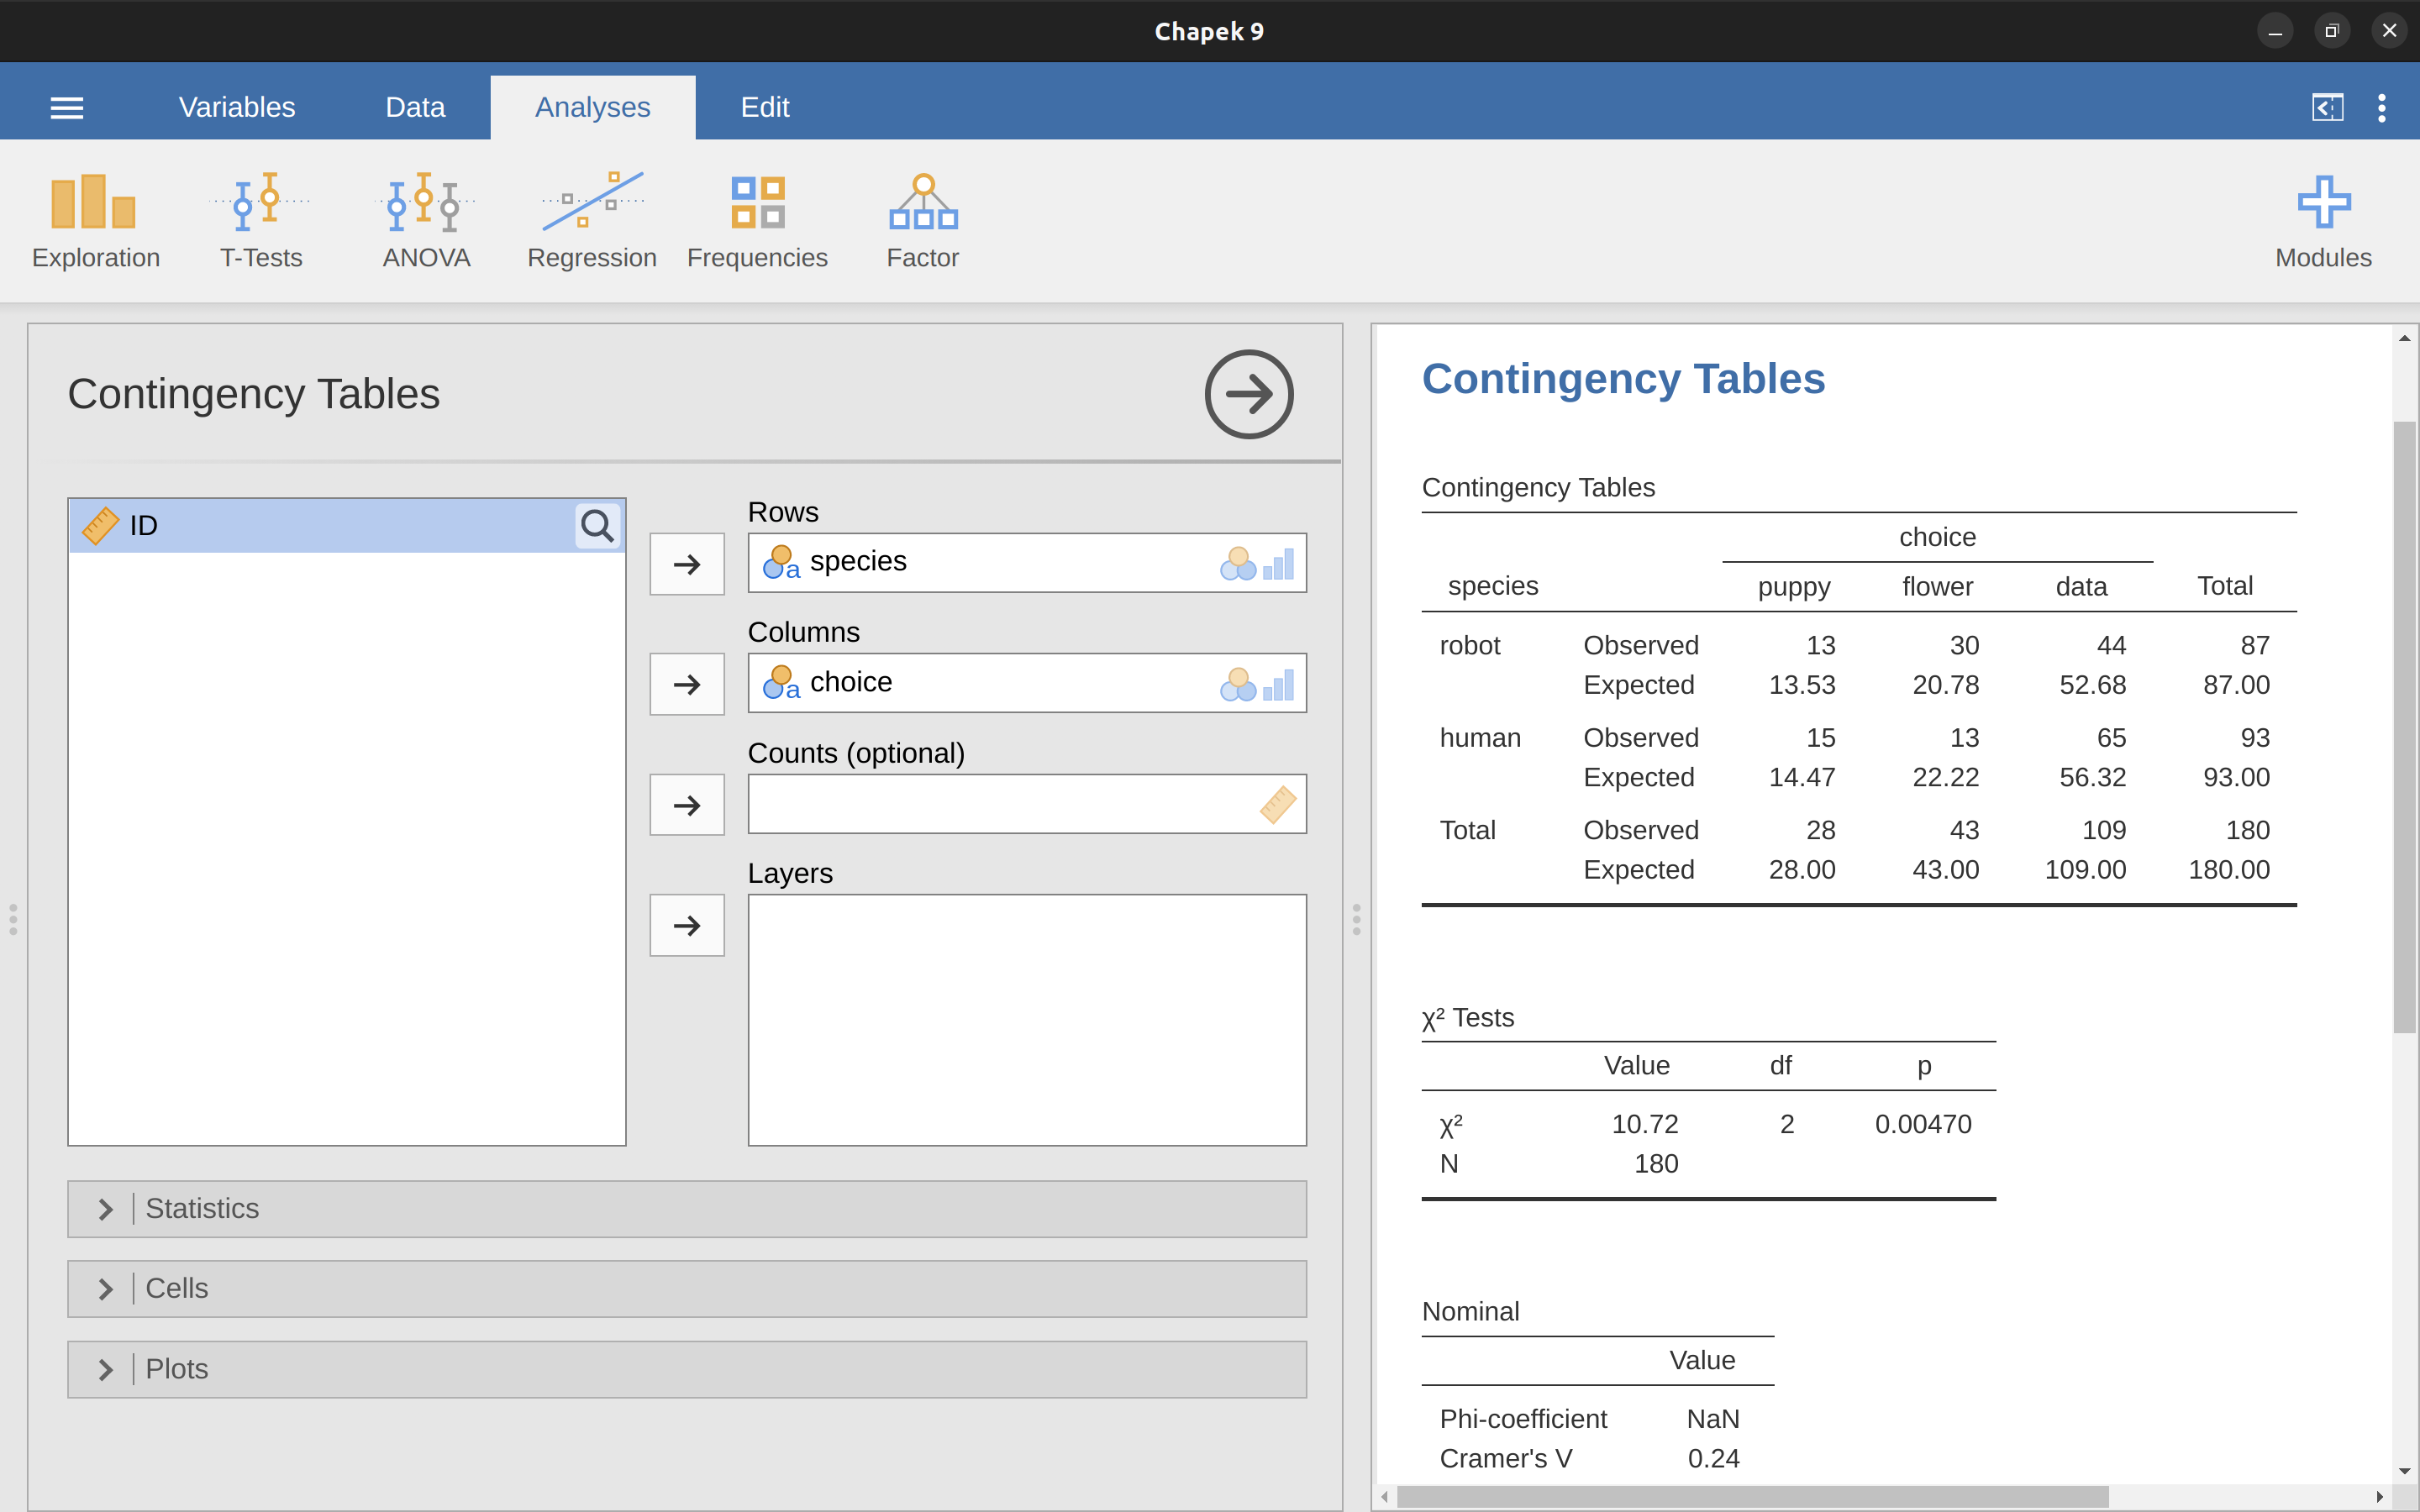 Chapek 9
Variables Data Analyses Edit
Exploration T-Tests ANOVA Regression Frequencies Factor Modules
Contingency Tables
ID
Rows
a species
Columns
a choice
Counts (optional)
Layers
Statistics
Cells
Plots
Contingency Tables
Contingency Tables
choice
species puppy flower data Total
robot Observed 13 30 44 87
Expected 13.53 20.78 52.68 87.00
human Observed 15 13 65 93
Expected 14.47 22.22 56.32 93.00
Total Observed 28 43 109 180
Expected 28.00 43.00 109.00 180.00
χ² Tests
Value df p
χ² 10.72 2 0.00470
N 180
Nominal
Value
Phi-coefficient NaN
Cramer's V 0.24